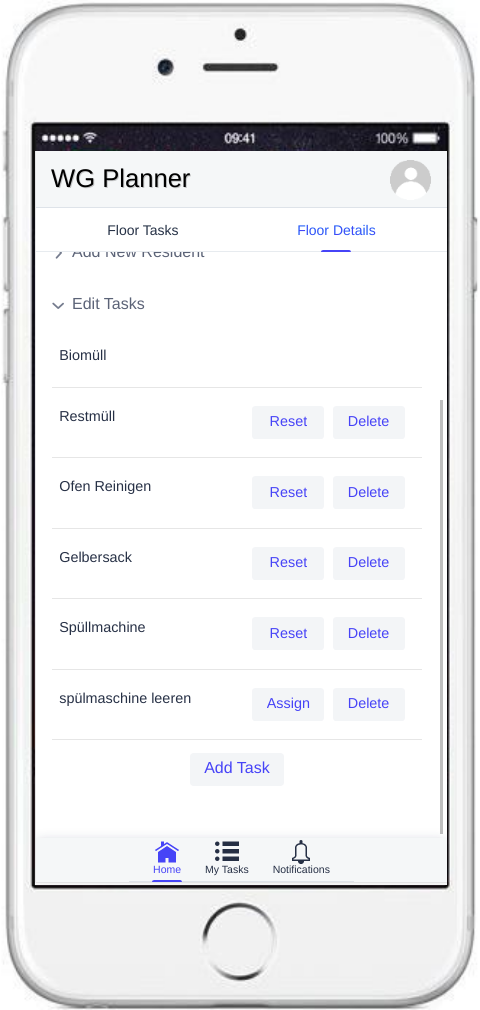 09:41 100%
WG Planner
Floor Tasks Floor Details
Add New Resident
Edit Tasks
Biomüll
Restmüll Reset Delete
Ofen Reinigen Reset Delete
Gelbersack Reset Delete
Spüllmachine Reset Delete
spülmaschine leeren Assign Delete
Add Task
Home My Tasks Notifications